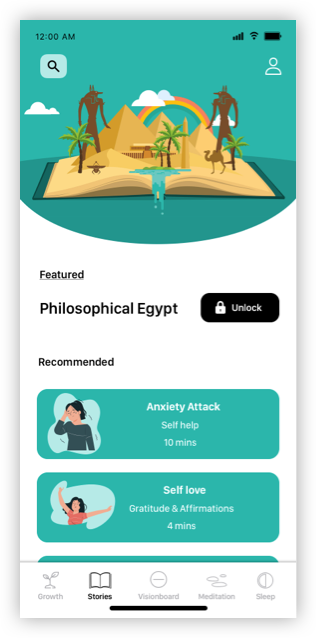 12:00 AM
Featured
Philosophical Egypt
Unlock
Recommended
Anxiety Attack
Self help
10 mins
Self love
Gratitude & Affirmations
4 mins
Growth Stories Visionboard Meditation Sleep